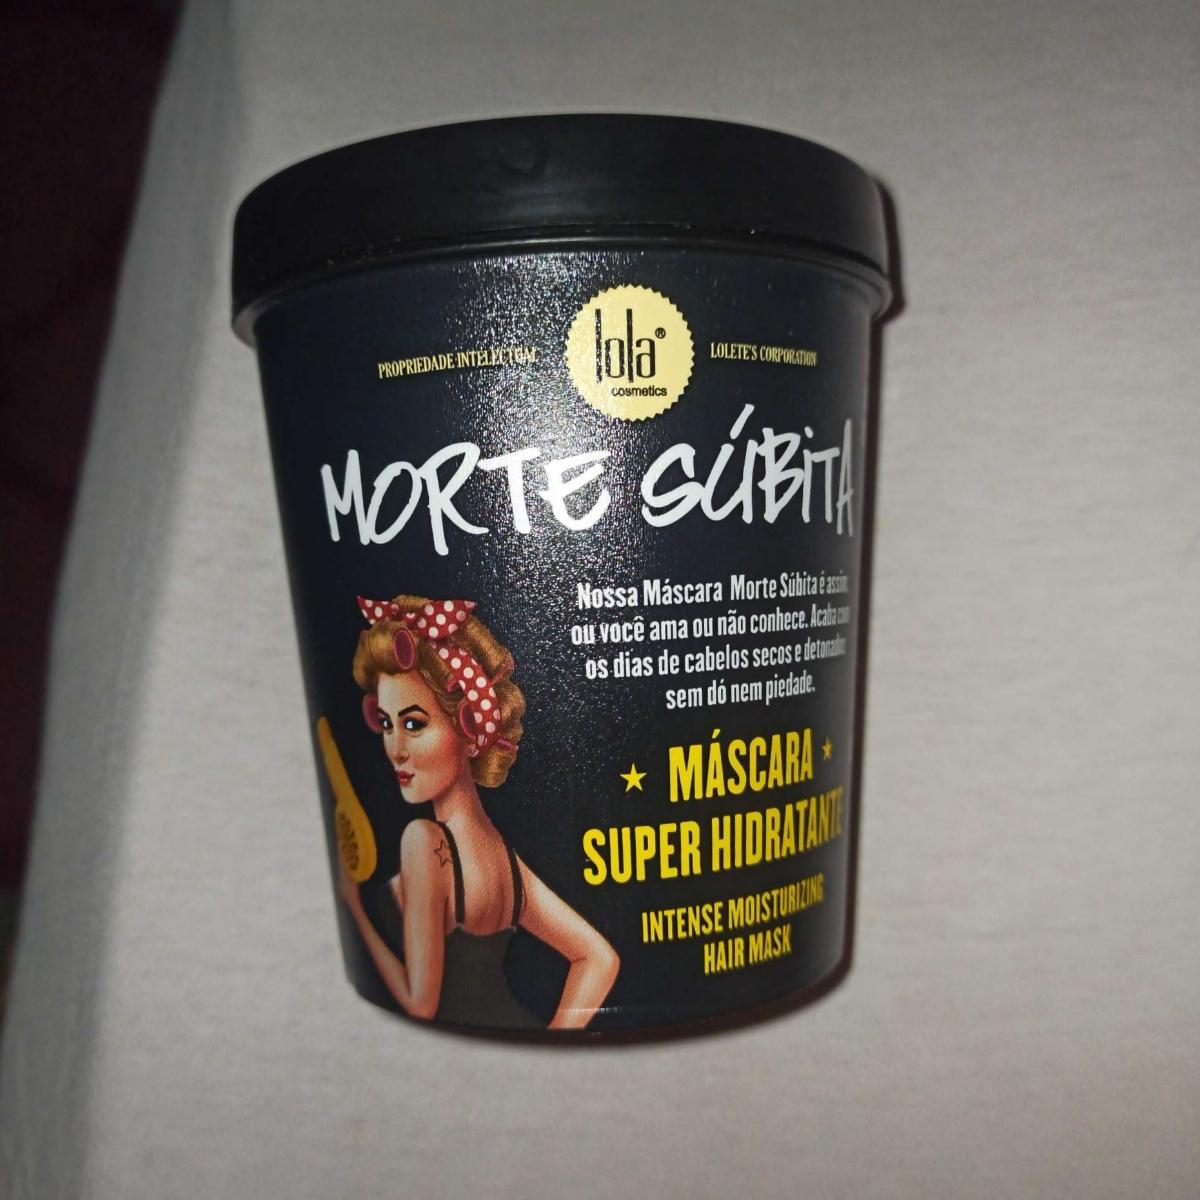 PROPRIEDADE INTELECTUAL
lola®
cosmetics
LOLETE'S CORPORATION
MORTE SÚBITA
Nossa Máscara Morte Súbita é assim,
ou você ama ou não conhece. Acaba com
os dias de cabelos secos e detonados
sem dó nem piedade.
MÁSCARA
SUPER HIDRATANTE
INTENSE MOISTURIZING
HAIR MASK